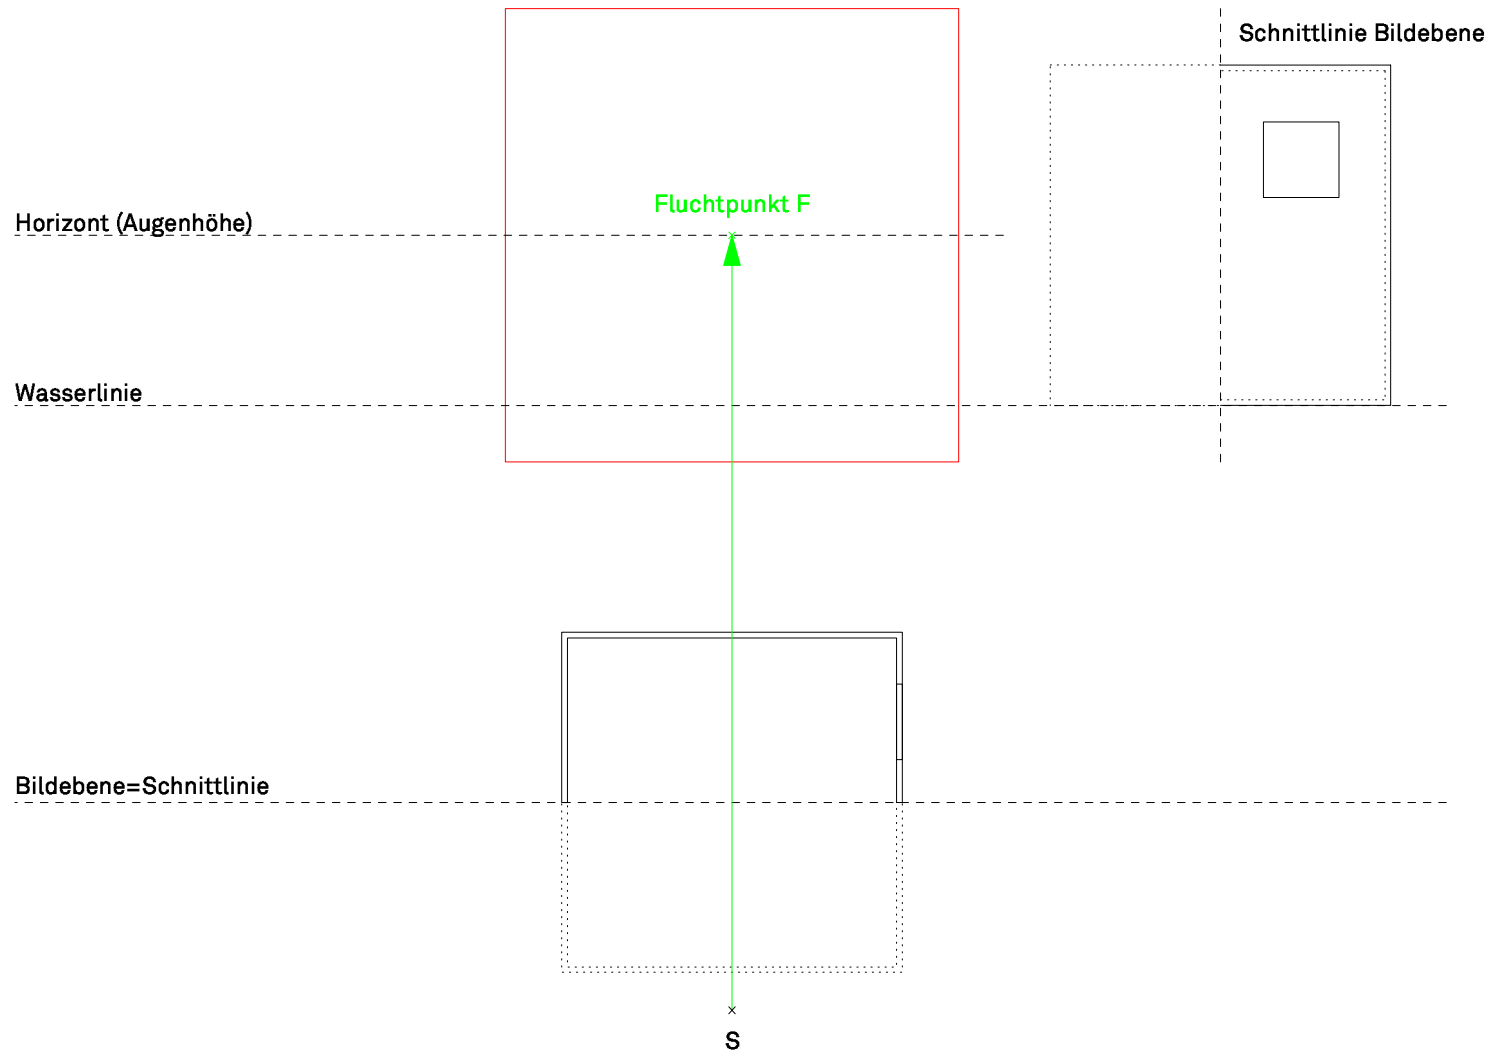 Schnittlinie Bildebene
Fluchtpunkt F
Horizont (Augenhöhe)
Wasserlinie
Bildebene=Schnittlinie
S